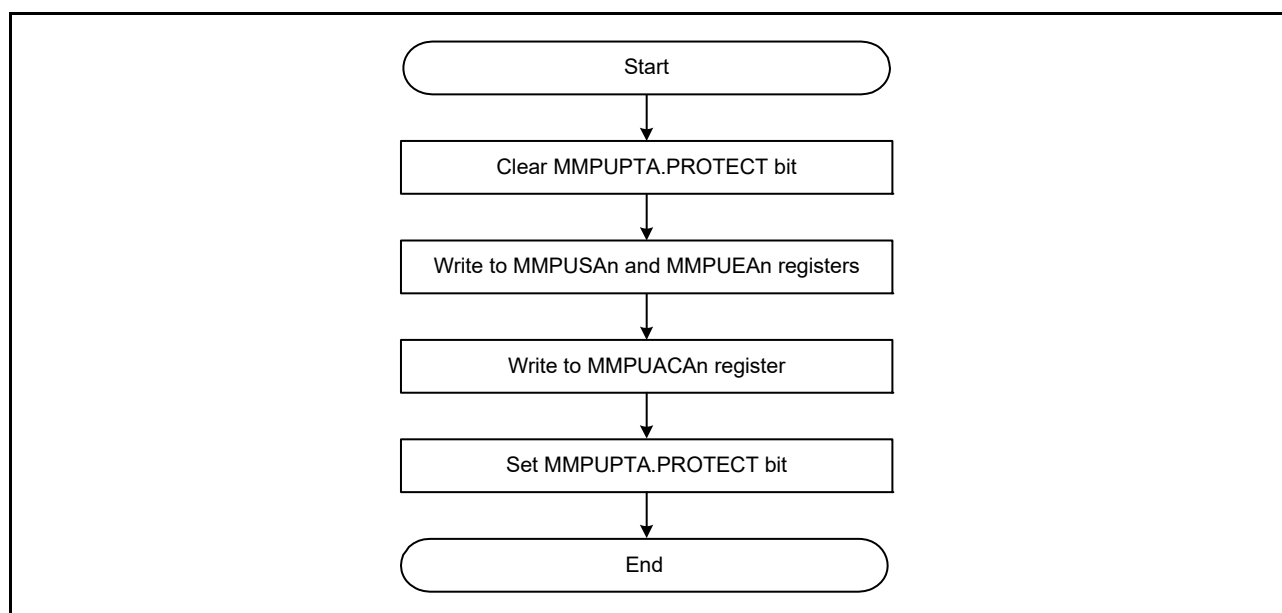 Start
Clear MMPUPTA.PROTECT bit
Write to MMPUSAn and MMPUEAn registers
Write to MMPUACAn register
Set MMPUPTA.PROTECT bit
End